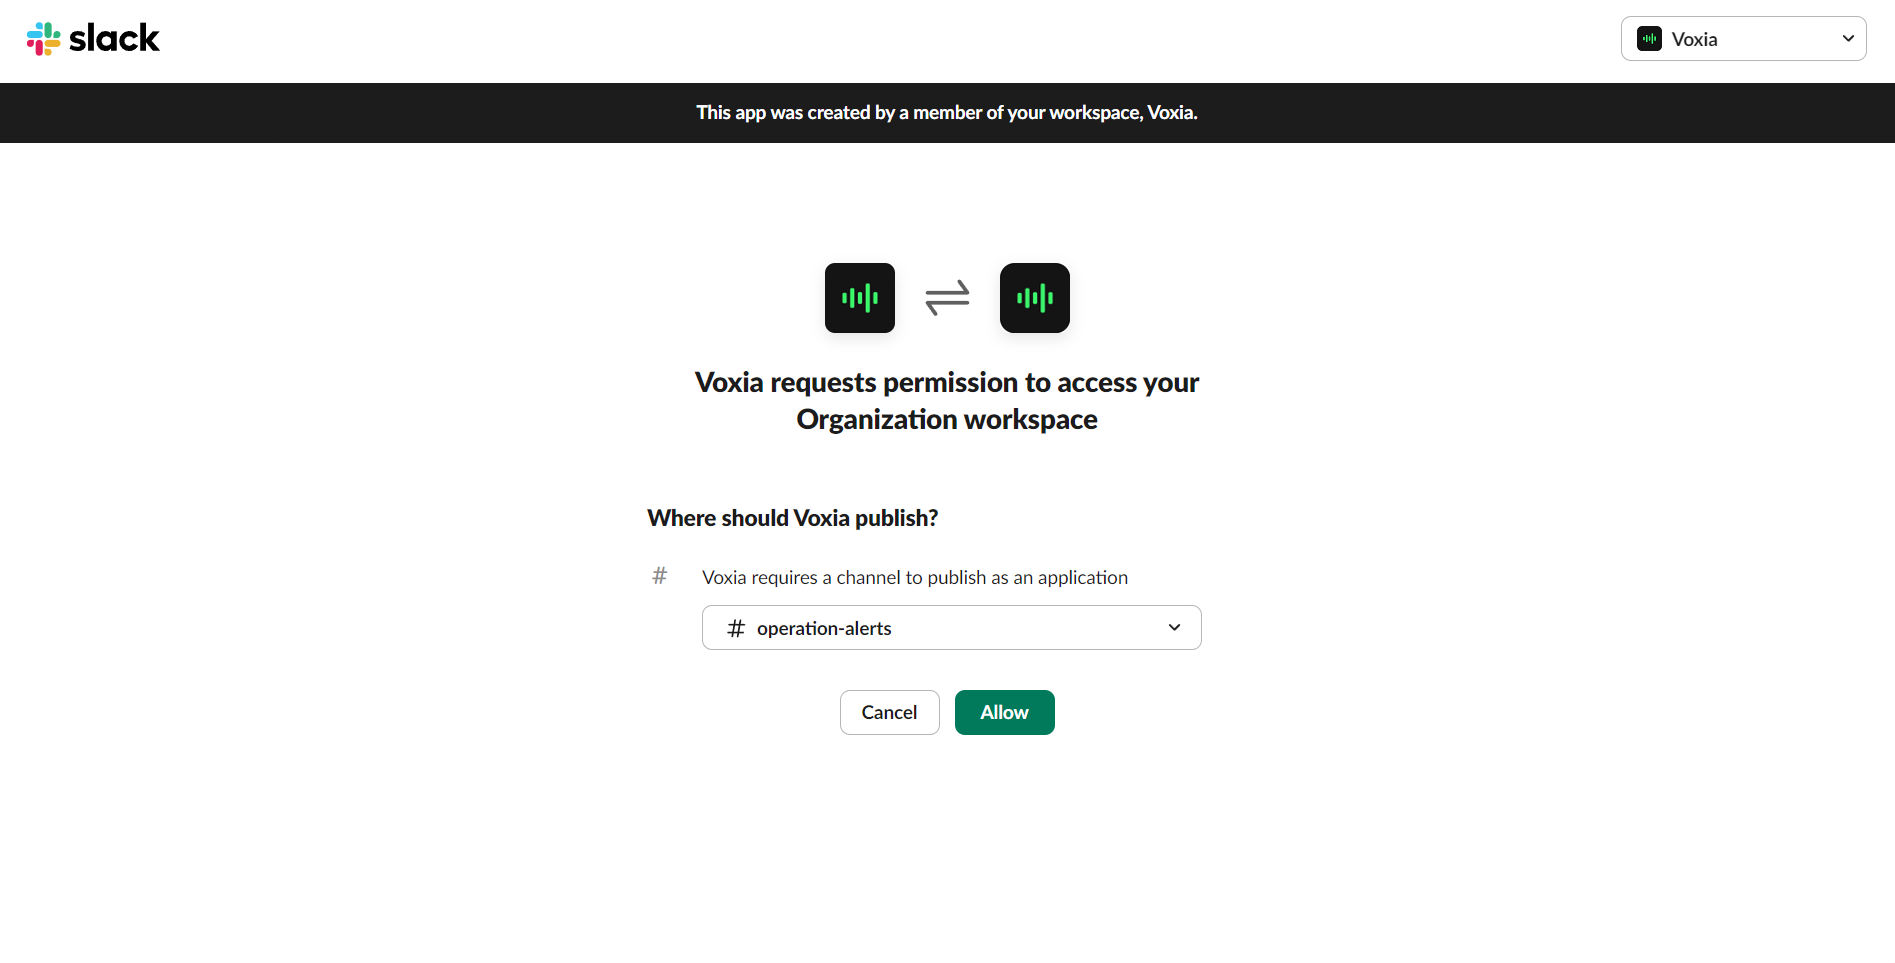 slack
Voxia
This app was created by a member of your workspace, Voxia.
Voxia requests permission to access your
Organization workspace
Where should Voxia publish?
# Voxia requires a channel to publish as an application
# operation-alerts
Cancel
Allow